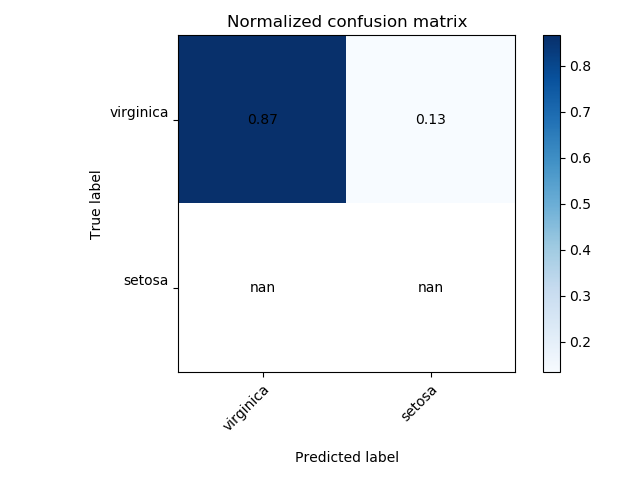 Normalized confusion matrix
virginica
0.87
0.13
True label
setosa
nan
nan
virginica
setosa
Predicted label
0.8
0.7
0.6
0.5
0.4
0.3
0.2